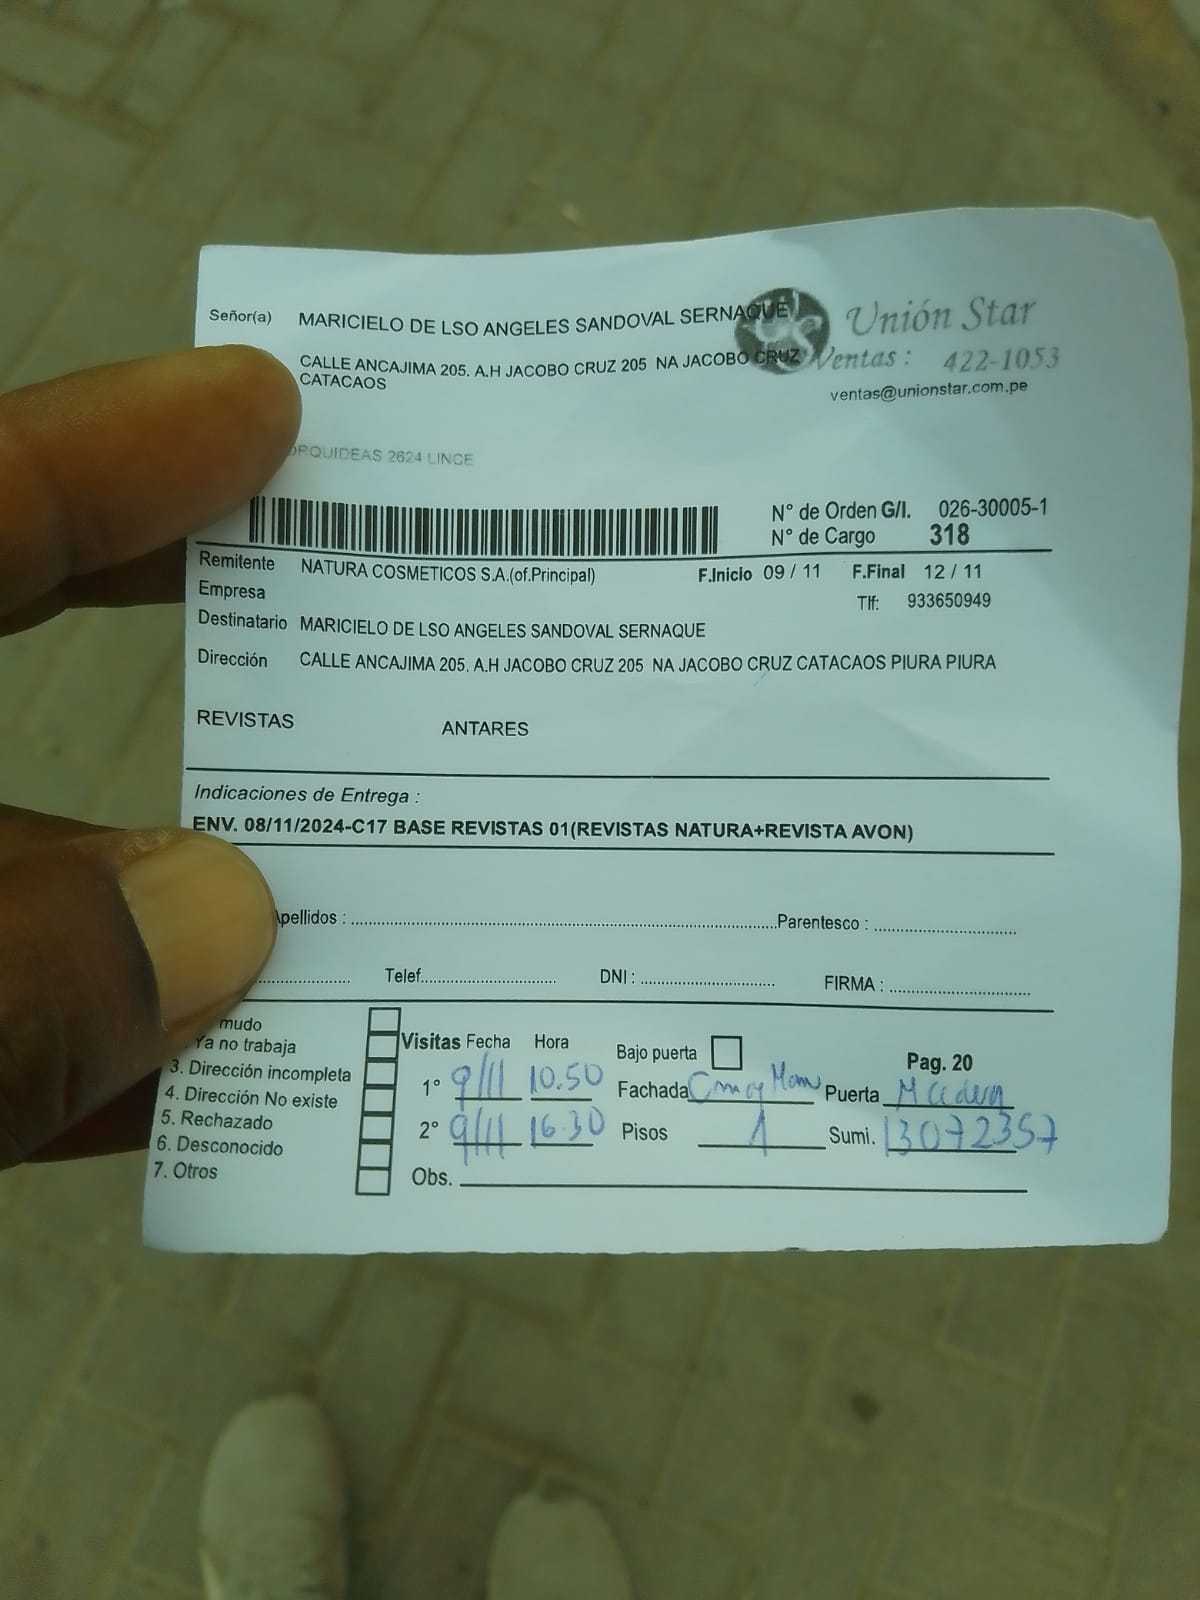 Señor(a) MARICIELO DE LSO ANGELES SANDOVAL SERNAQUE
Unión Star
CALLE ANCAJIMA 205. A.H JACOBO CRUZ 205 NA JACOBO CRUZ
CATACAOS
Ventas : 422-1053
ventas@unionstar.com.pe
ORQUIDEAS 2624 LINCE
N° de Orden G/I. 026-30005-1
N° de Cargo 318
Remitente NATURA COSMETICOS S.A.(of.Principal) F.Inicio 09 / 11 F.Final 12 / 11
Empresa Tlf: 933650949
Destinatario MARICIELO DE LSO ANGELES SANDOVAL SERNAQUE
Dirección CALLE ANCAJIMA 205. A.H JACOBO CRUZ 205 NA JACOBO CRUZ CATACAOS PIURA PIURA
REVISTAS ANTARES
Indicaciones de Entrega :
ENV. 08/11/2024-C17 BASE REVISTAS 01(REVISTAS NATURA+REVISTA AVON)
Apellidos : Parentesco :
Telef. DNI : FIRMA :
mudo
Ya no trabaja
3. Dirección incompleta
4. Dirección No existe
5. Rechazado
6. Desconocido
7. Otros
Visitas Fecha Hora Bajo puerta Pag. 20
1° 9/11 10.50 Fachada Puerta Madera
2° 9/11 16.30 Pisos 1 Sumi. 13072357
Obs.